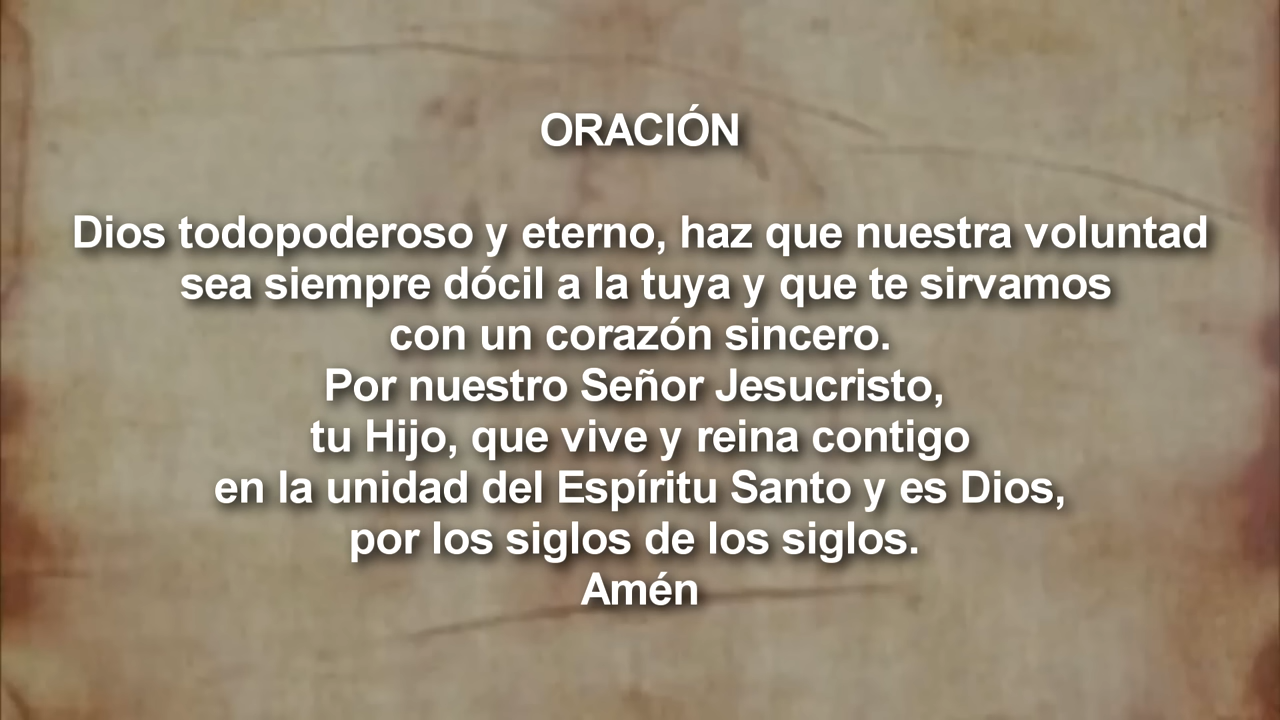 ORACIÓN
Dios todopoderoso y eterno, haz que nuestra voluntad
sea siempre dócil a la tuya y que te sirvamos
con un corazón sincero.
Por nuestro Señor Jesucristo,
tu Hijo, que vive y reina contigo
en la unidad del Espíritu Santo y es Dios,
por los siglos de los siglos.
Amén